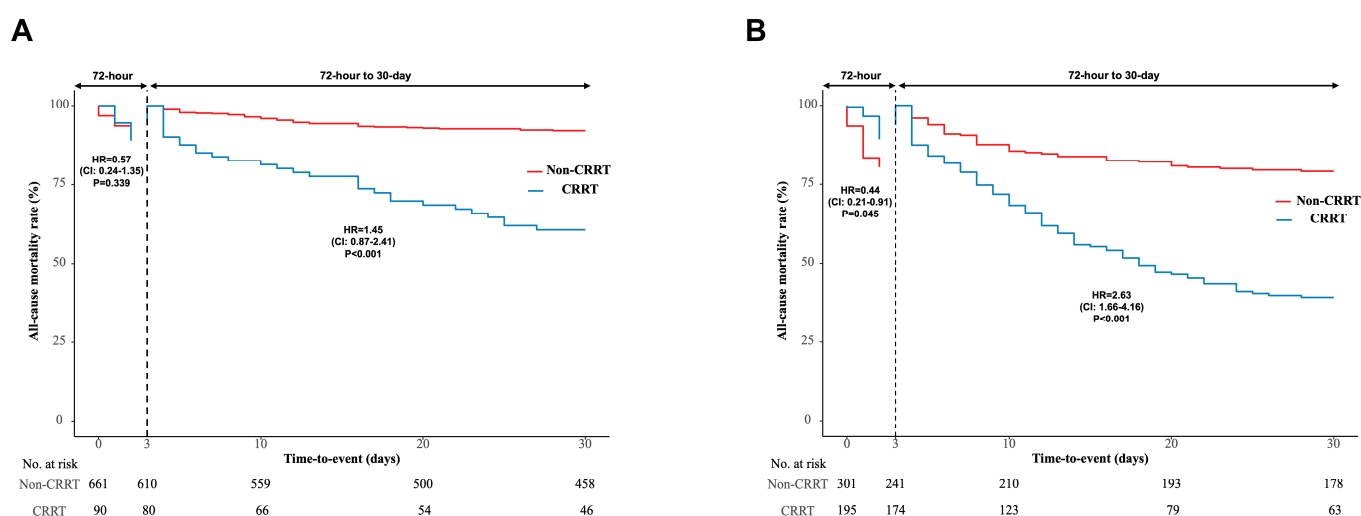 A
72-hour
72-hour to 30-day
All-cause mortality rate (%)
100
75
50
25
0
HR=0.57
(CI: 0.24-1.35)
P=0.339
Non-CRRT
CRRT
HR=1.45
(CI: 0.87-2.41)
P<0.001
0 3 10 20 30
Time-to-event (days)
No. at risk
Non-CRRT 661 610 559 500 458
CRRT 90 80 66 54 46
B
72-hour
72-hour to 30-day
All-cause mortality rate (%)
100
75
50
25
0
HR=0.44
(CI: 0.21-0.91)
P=0.045
Non-CRRT
CRRT
HR=2.63
(CI: 1.66-4.16)
P<0.001
0 3 10 20 30
Time-to-event (days)
No. at risk
Non-CRRT 301 241 210 193 178
CRRT 195 174 123 79 63